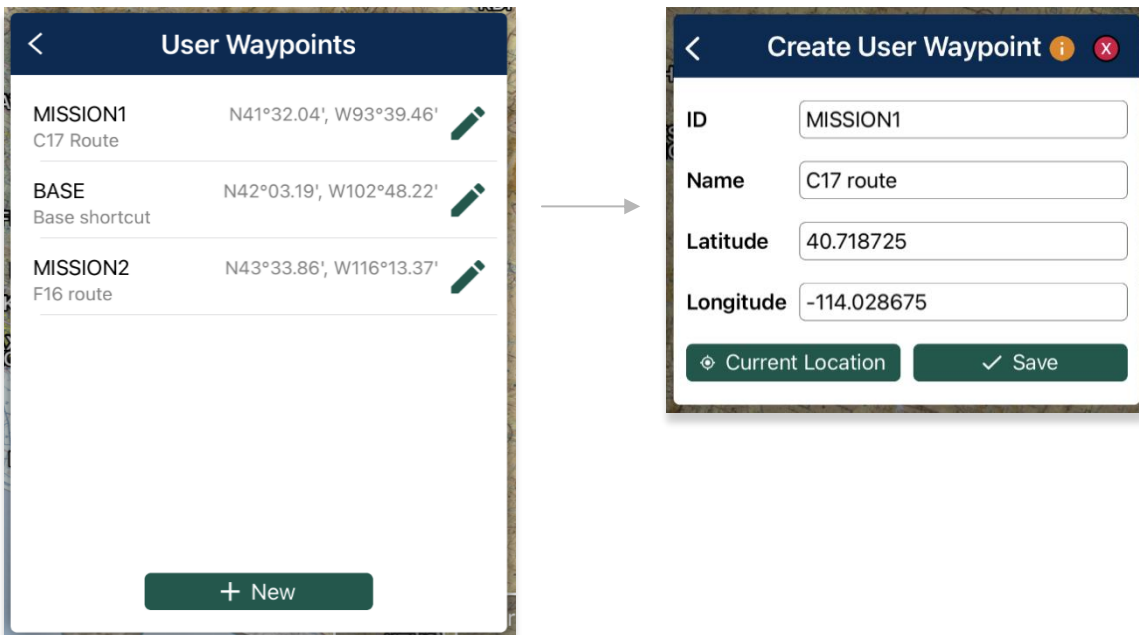 User Waypoints
MISSION1 N41°32.04', W93°39.46'
C17 Route
BASE N42°03.19', W102°48.22'
Base shortcut
MISSION2 N43°33.86', W116°13.37'
F16 route
+ New
Create User Waypoint i X
ID MISSION1
Name C17 route
Latitude 40.718725
Longitude -114.028675
Current Location ✓ Save